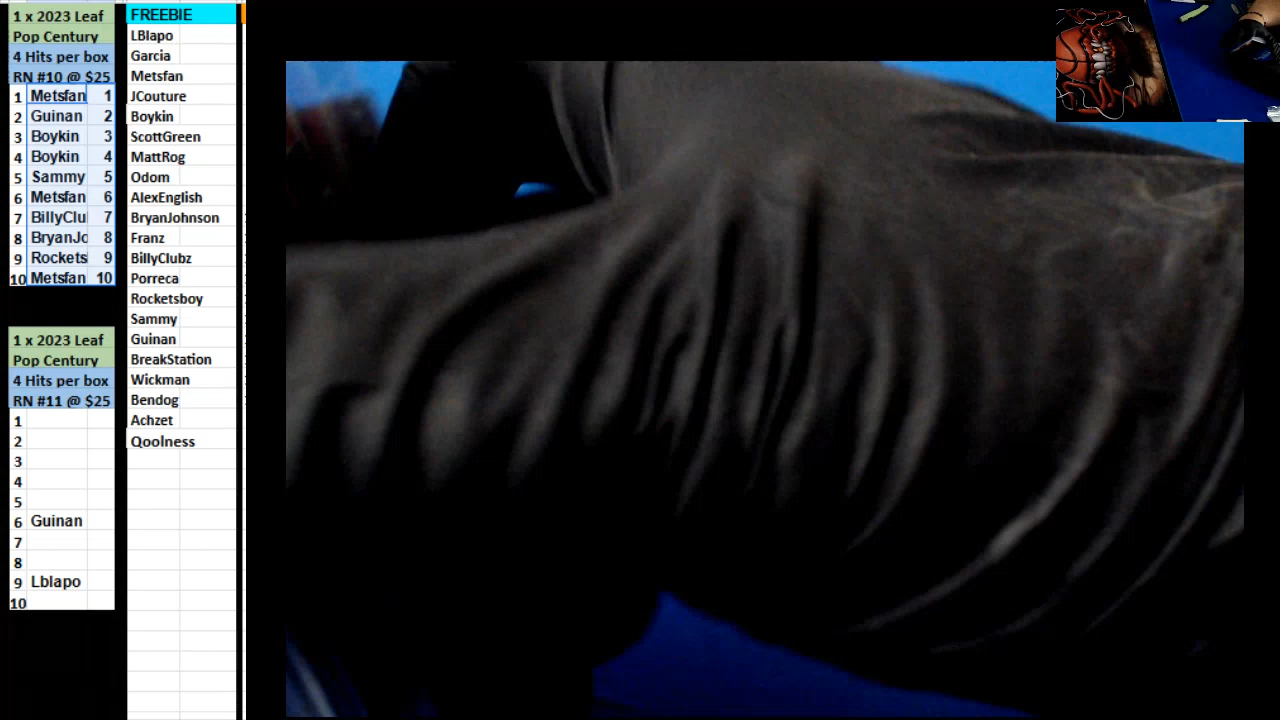 1 x 2023 Leaf
Pop Century
4 Hits per box
RN #10 @ $25
1 Metsfan 1
2 Guinan 2
3 Boykin 3
4 Boykin 4
5 Sammy 5
6 Metsfan 6
7 BillyClu 7
8 BryanJo 8
9 Rockets 9
10 Metsfan 10
1 x 2023 Leaf
Pop Century
4 Hits per box
RN #11 @ $25
1
2
3
4
5
6 Guinan
7
8
9 Lblapo
10
FREEBIE
LBlapo
Garcia
Metsfan
JCouture
Boykin
ScottGreen
MattRog
Odom
AlexEnglish
BryanJohnson
Franz
BillyClubz
Porreca
Rocketsboy
Sammy
Guinan
BreakStation
Wickman
Bendog
Achzet
Qoolness